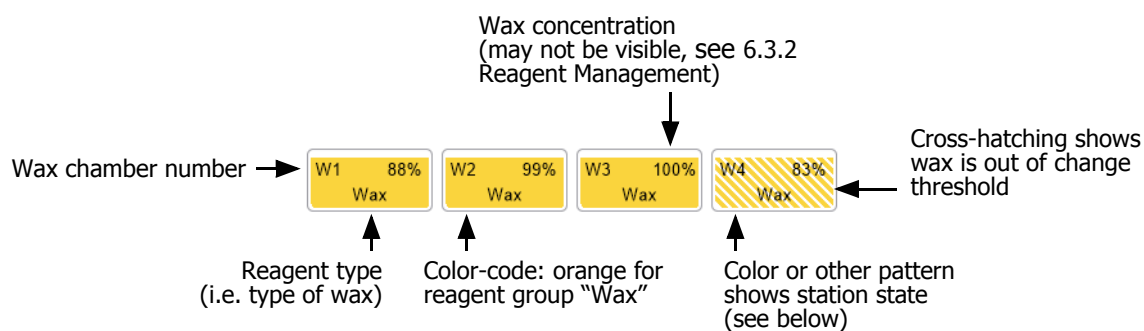 Wax concentration
(may not be visible, see 6.3.2
Reagent Management)
Wax chamber number
W1 88%
Wax
W2 99%
Wax
W3 100%
Wax
W4 83%
Wax
Cross-hatching shows
wax is out of change
threshold
Reagent type
(i.e. type of wax)
Color-code: orange for
reagent group “Wax”
Color or other pattern
shows station state
(see below)